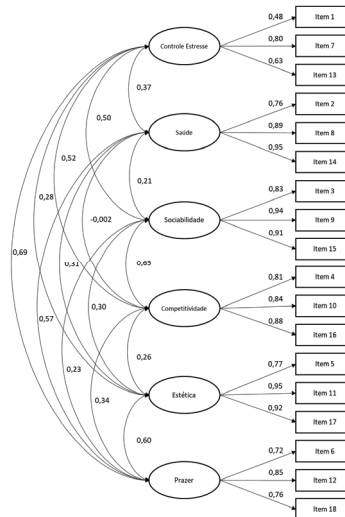 0,48
Item 1
Controle Estresse
0,80
Item 7
0,63
Item 13
0,37
0,76
Item 2
0,50
Saúde
0,89
Item 8
0,52
0,95
Item 14
0,21
0,83
Item 3
0,28
-0,002
Sociabilidade
0,94
Item 9
0,91
Item 15
0,69
0,31
0,65
0,81
Item 4
0,30
Competitividade
0,84
Item 10
0,57
0,88
Item 16
0,26
0,77
Item 5
0,23
Estética
0,95
Item 11
0,34
0,92
Item 17
0,60
0,72
Item 6
Prazer
0,85
Item 12
0,76
Item 18